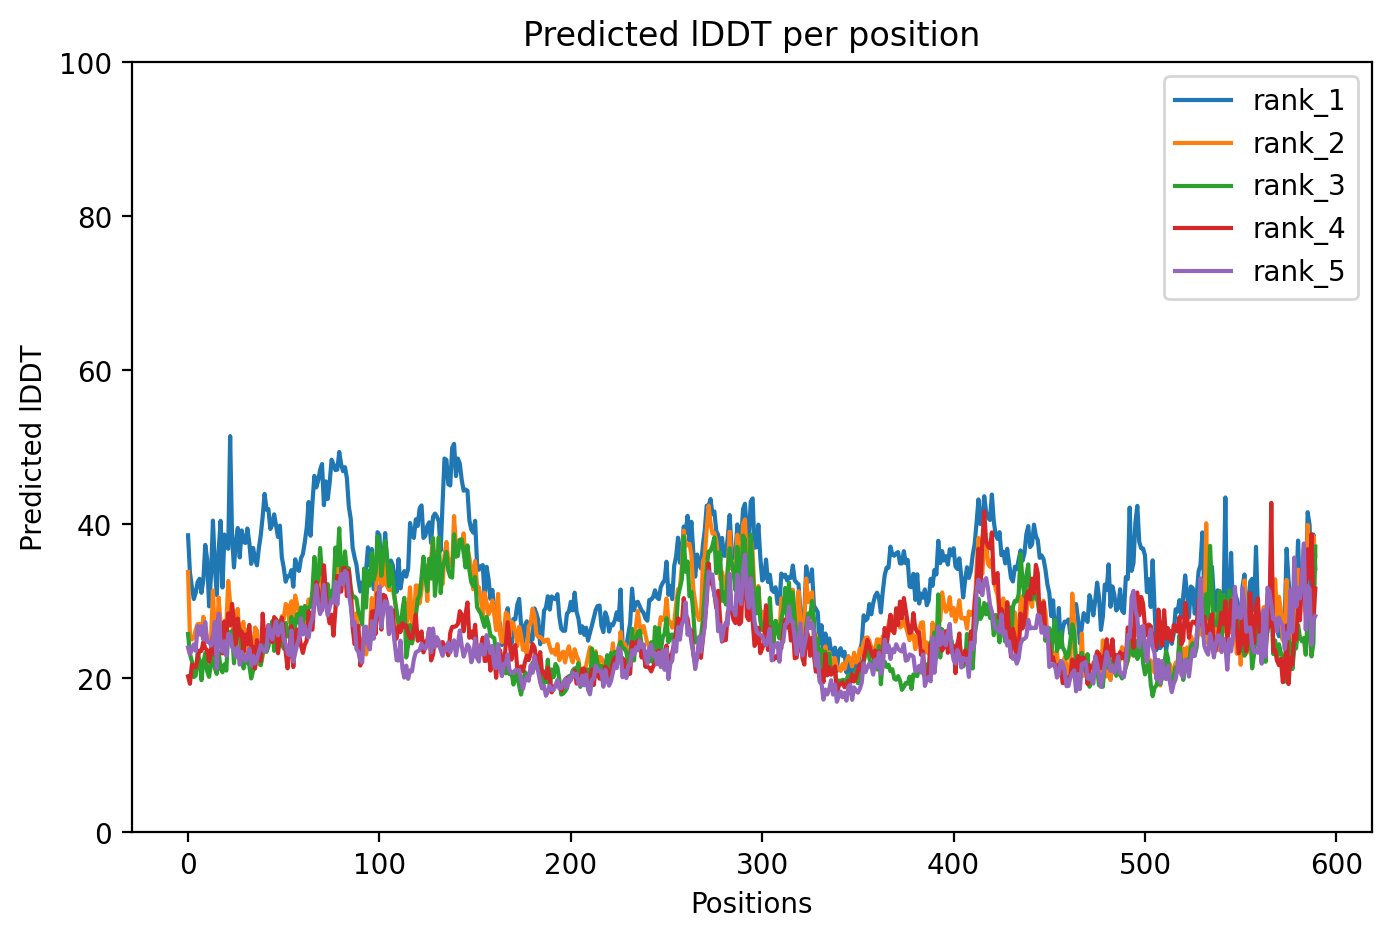 Predicted lDDT per position
100
80
60
40
20
0
Predicted lDDT
rank_1
rank_2
rank_3
rank_4
rank_5
0 100 200 300 400 500 600
Positions